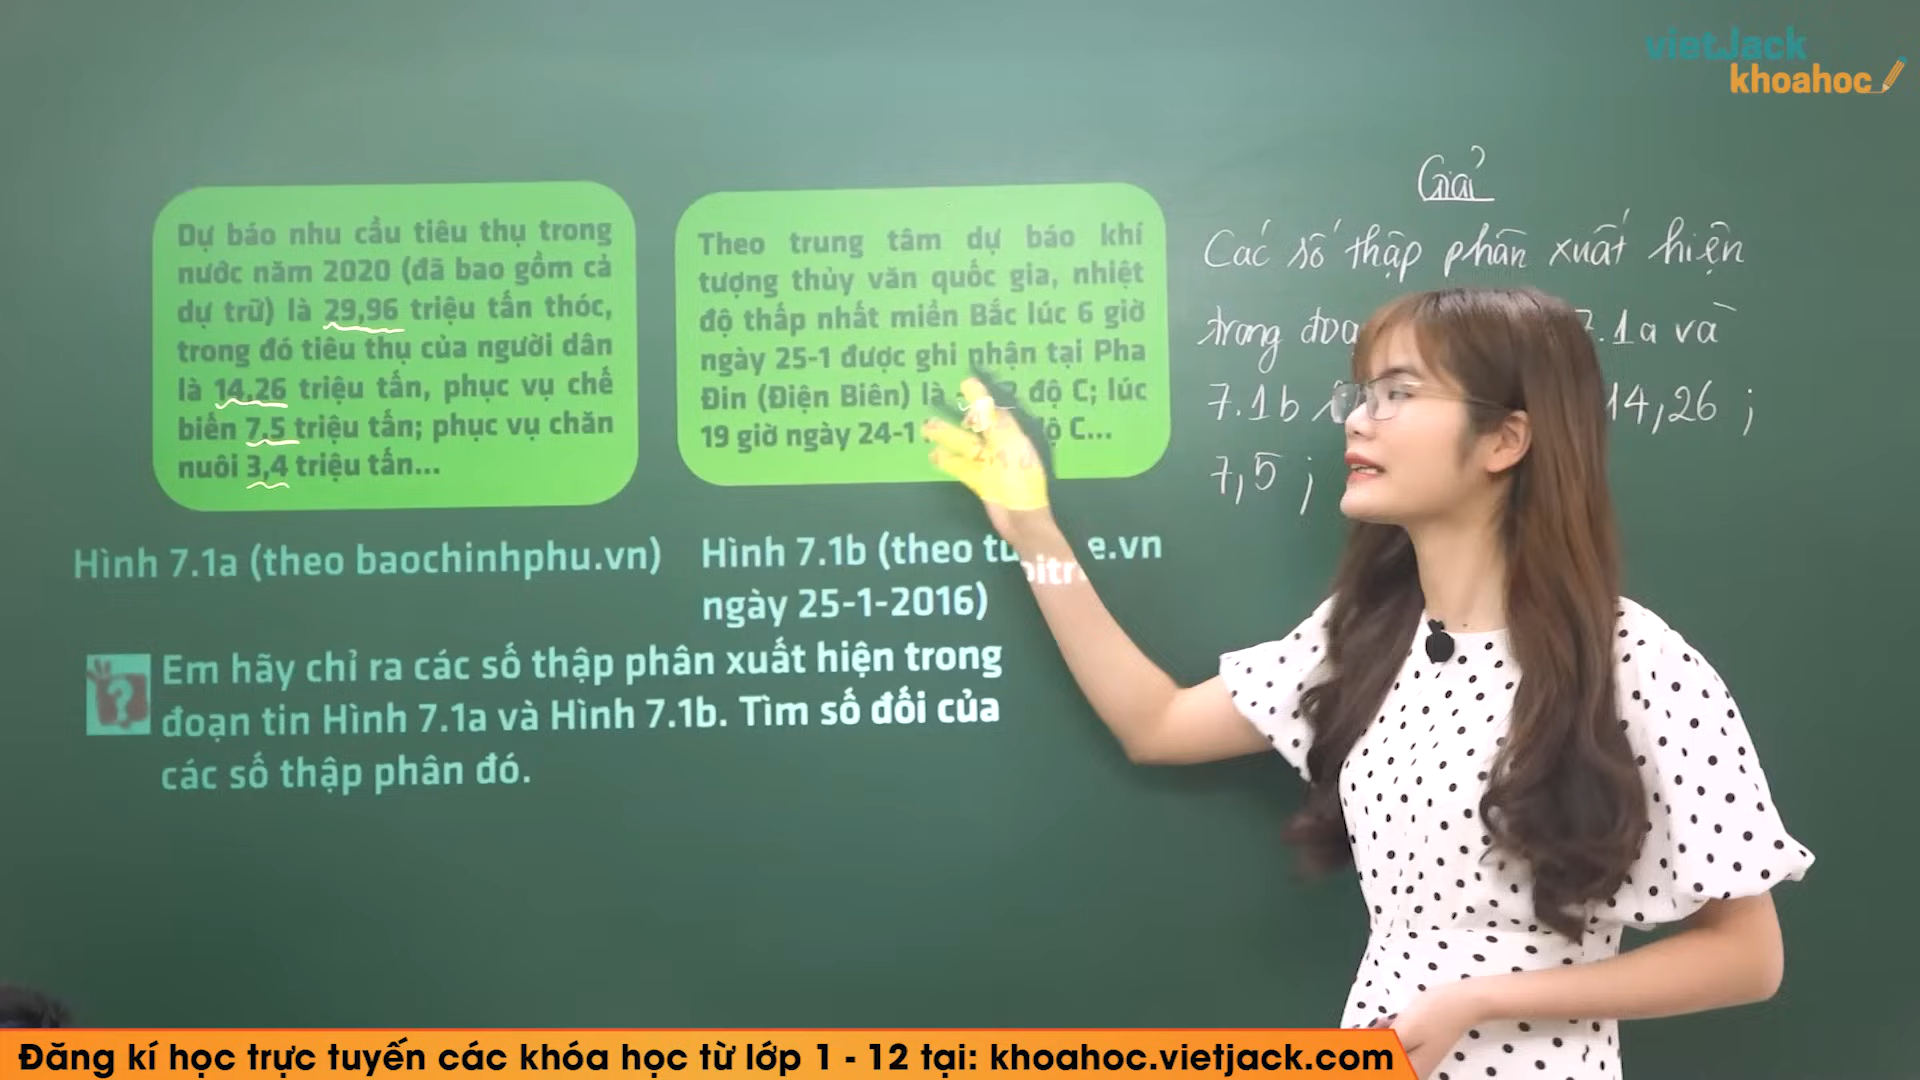 vietJack
khoahoc
Dự báo nhu cầu tiêu thụ trong
nước năm 2020 (đã bao gồm cả
dự trữ) là 29,96 triệu tấn thóc,
trong đó tiêu thụ của người dân
là 14,26 triệu tấn, phục vụ chế
biến 7,5 triệu tấn; phục vụ chăn
nuôi 3,4 triệu tấn...
Hình 7.1a (theo baochinhphu.vn)
Theo trung tâm dự báo khí
tượng thủy văn quốc gia, nhiệt
độ thấp nhất miền Bắc lúc 6 giờ
ngày 25-1 được ghi nhận tại Pha
Đin (Điện Biên) là độ C; lúc
19 giờ ngày 24-1 độ C...
Hình 7.1b (theo
ngày 25-1-2016)
Em hãy chỉ ra các số thập phân xuất hiện trong
đoạn tin Hình 7.1a và Hình 7.1b. Tìm số đối của
các số thập phân đó.
Giải
Các số thập phân xuất hiện
trong 7.1a và
7.1b 14,26 ;
7,5 ;
Đăng kí học trực tuyến các khóa học từ lớp 1 - 12 tại: khoahoc.vietjack.com